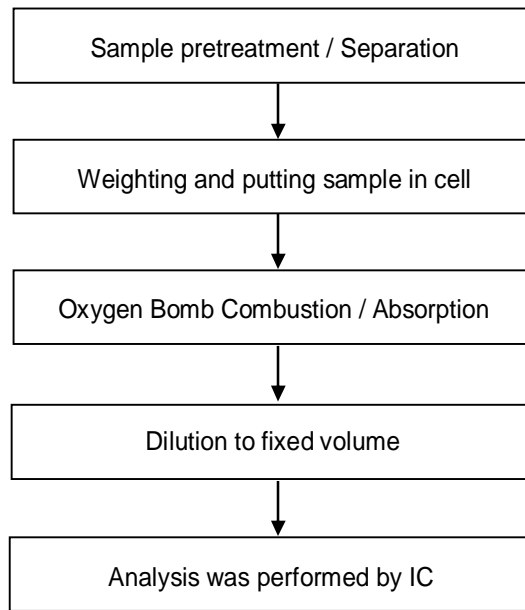 Sample pretreatment / Separation
Weighting and putting sample in cell
Oxygen Bomb Combustion / Absorption
Dilution to fixed volume
Analysis was performed by IC